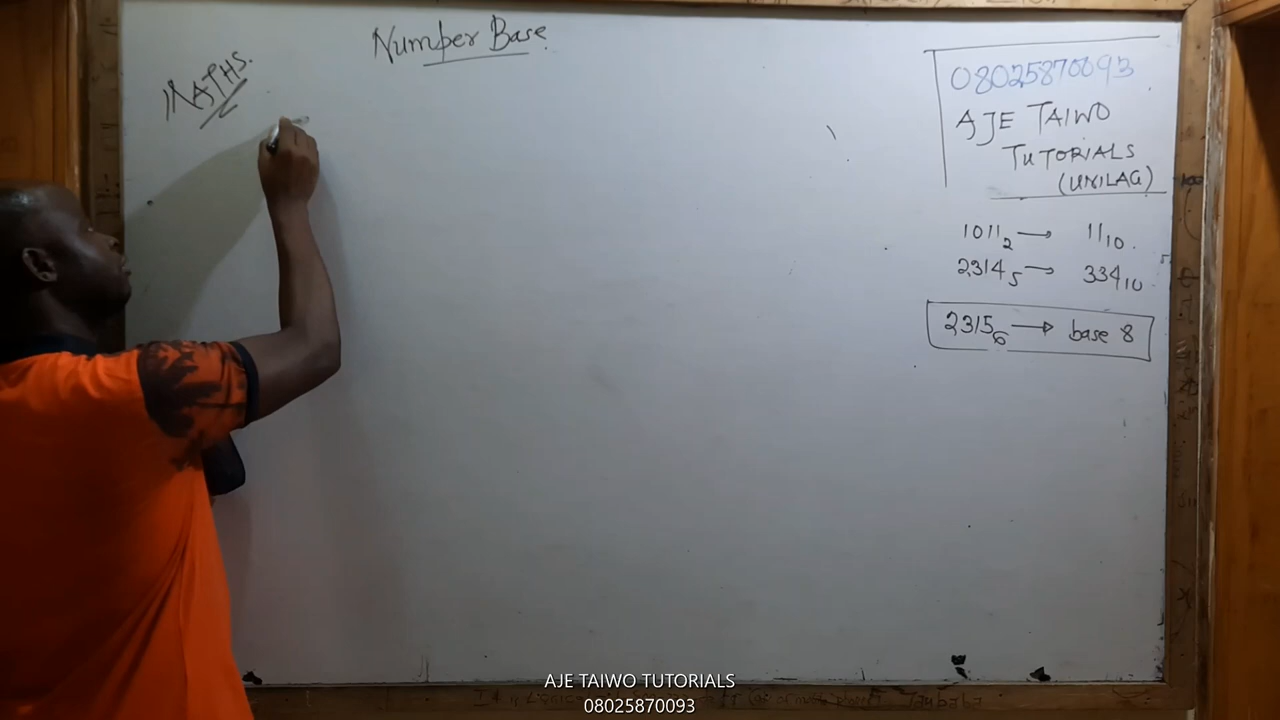 Number Base.
MATHS.
08025870093
AJE TAIWO
TUTORIALS
(UNILAG)
1011₂ → 11₁₀.
2314₅ → 334₁₀
2315₆ → base 8
AJE TAIWO TUTORIALS
08025870093